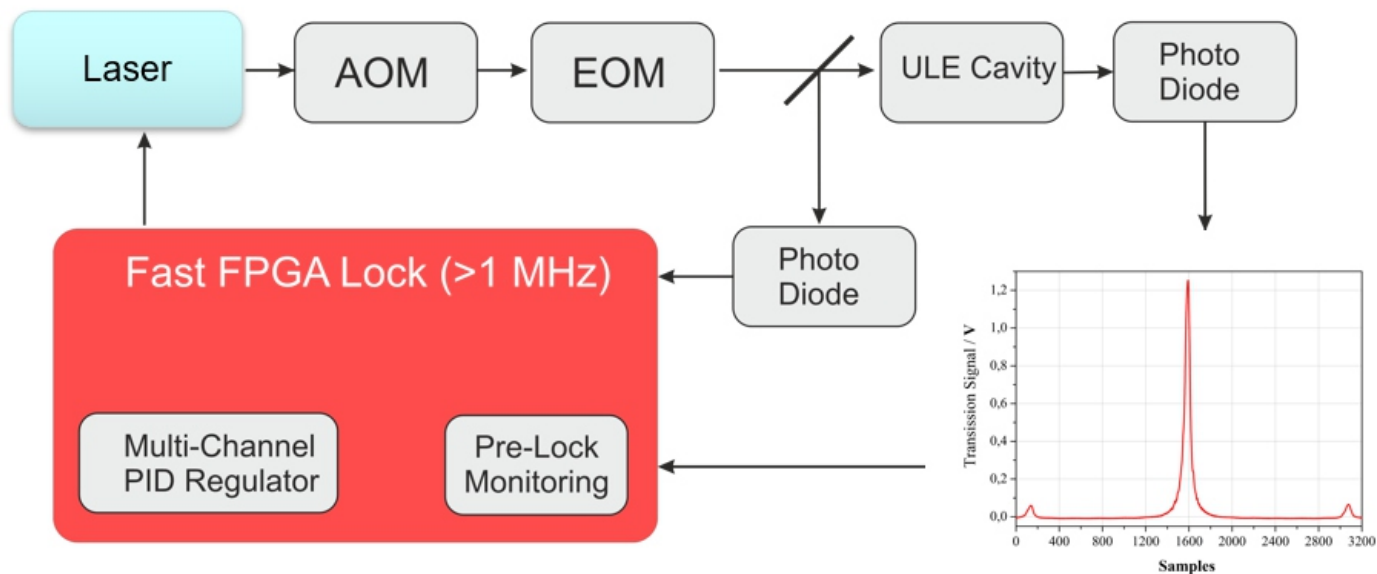 Laser
AOM
EOM
ULE Cavity
Photo
Diode
Fast FPGA Lock (>1 MHz)
Photo
Diode
Multi-Channel
PID Regulator
Pre-Lock
Monitoring
Transission Signal / V
1,2
1,0
0,8
0,6
0,4
0,2
0,0
0 400 800 1200 1600 2000 2400 2800 3200
Samples